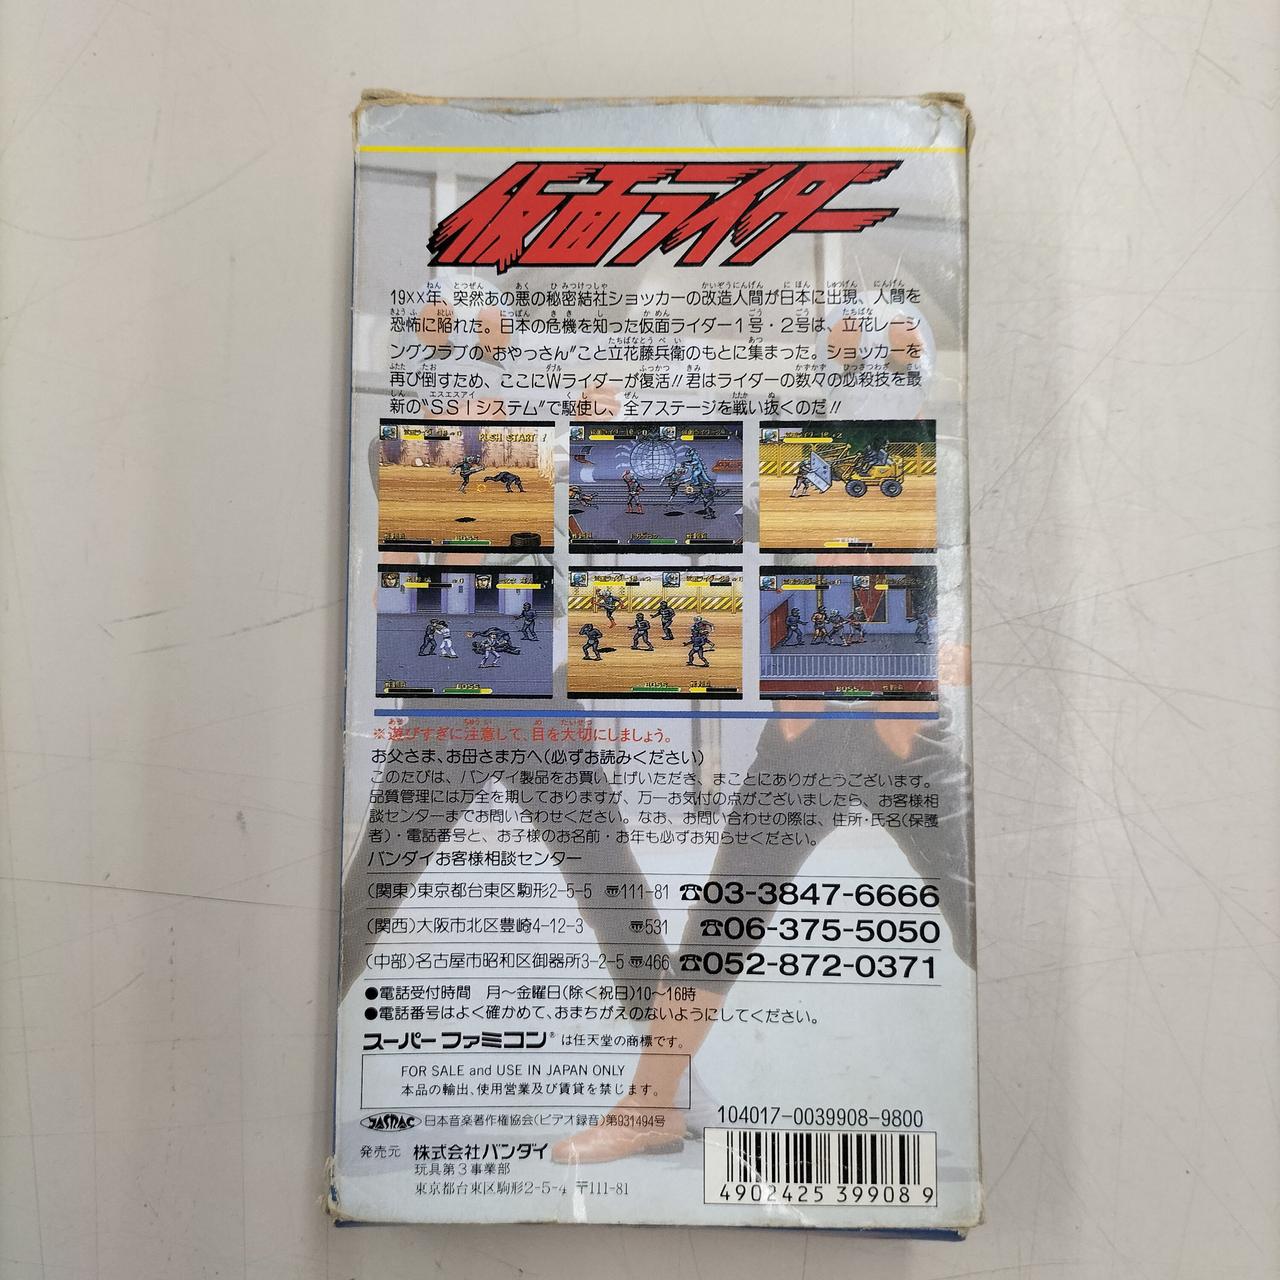 仮面ライダー
19××年、突然あの悪の秘密結社ショッカーの改造人間が日本に出現、人間を
恐怖に陥れた。日本の危機を知った仮面ライダー1号・2号は、立花レーシ
ングクラブの"おやっさん"こと立花藤兵衛のもとに集まった。ショッカーを
再び倒すため、ここにWライダーが復活!!君はライダーの数々の必殺技を最
新の"SSIシステム"で駆使し、全7ステージを戦い抜くのだ!!
PUSH START!
BOSS
BOSS
BOSS
BOSS
※遊びすぎに注意して、目を大切にしましょう。
お父さま、お母さま方へ(必ずお読みください)
このたびは、バンダイ製品をお買い上げいただき、まことにありがとうございます。
品質管理には万全を期しておりますが、万一お気付の点がございましたら、お客様相
談センターまでお問い合わせください。なお、お問い合わせの際は、住所・氏名(保護
者)・電話番号と、お子様のお名前・お年も必ずお知らせください。
バンダイお客様相談センター
(関東)東京都台東区駒形2-5-5 〒111-81 ☎03-3847-6666
(関西)大阪市北区豊崎4-12-3 〒531 ☎06-375-5050
(中部)名古屋市昭和区御器所3-2-5 〒466 ☎052-872-0371
●電話受付時間 月〜金曜日(除く祝日)10〜16時
●電話番号はよく確かめて、おまちがえのないようにしてください。
スーパーファミコン®は任天堂の商標です。
FOR SALE and USE IN JAPAN ONLY
本品の輸出、使用営業及び賃貸を禁じます。
JASRAC 日本音楽著作権協会(ビデオ録音)第931494号
104017-0039908-9800
発売元 株式会社バンダイ
玩具第3事業部
東京都台東区駒形2-5-4 〒111-81
4902425 399089